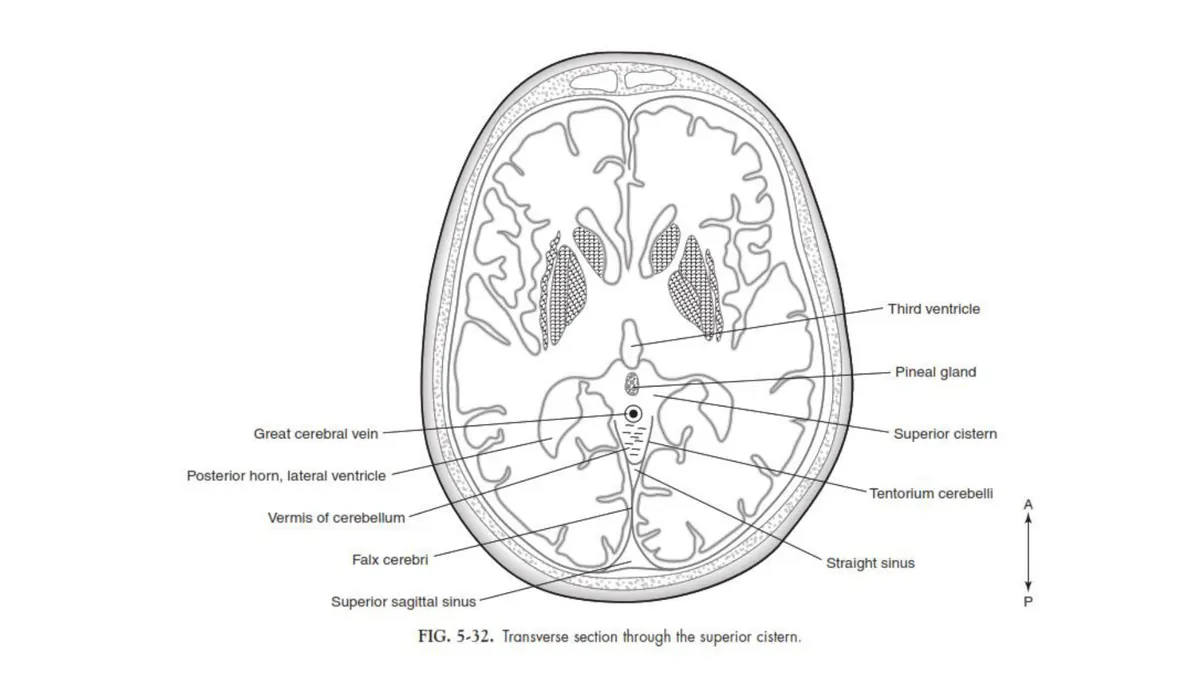 Third ventricle
Pineal gland
Great cerebral vein
Superior cistern
Posterior horn, lateral ventricle
Tentorium cerebelli
A
Vermis of cerebellum
Falx cerebri
Straight sinus
Superior sagittal sinus
P
FIG. 5-32. Transverse section through the superior cistern.